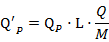 Q'ₚ = Qₚ · L · Q/M